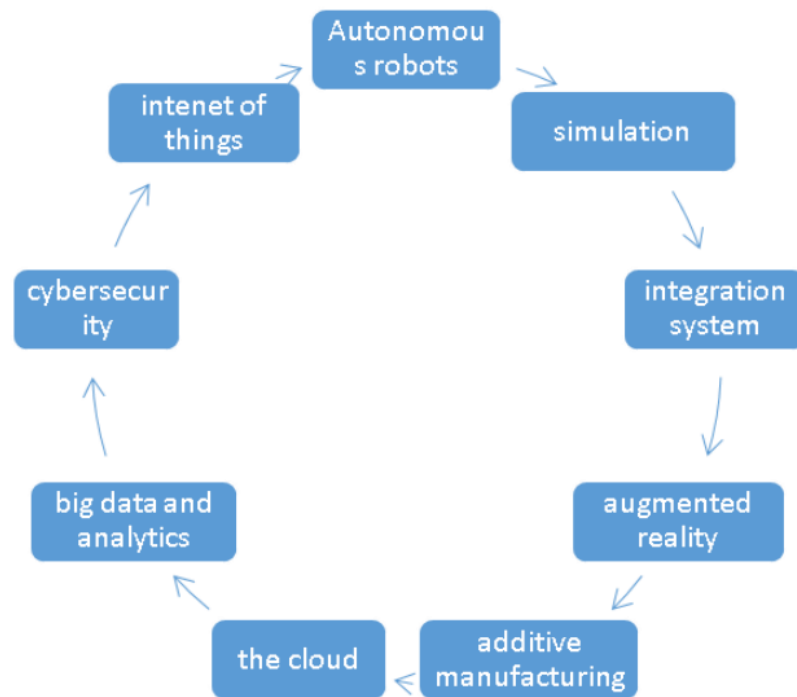 Autonomou
s robots
simulation
integration
system
augmented
reality
additive
manufacturing
the cloud
big data and
analytics
cybersecur
ity
intenet of
things